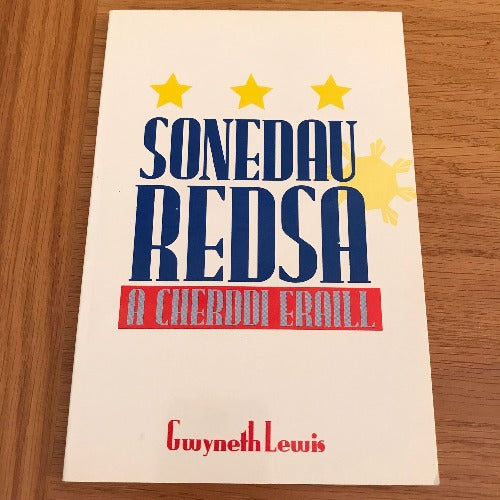 SONEDAU
REDSA
A CHERDDI ERAILL
Gwyneth Lewis